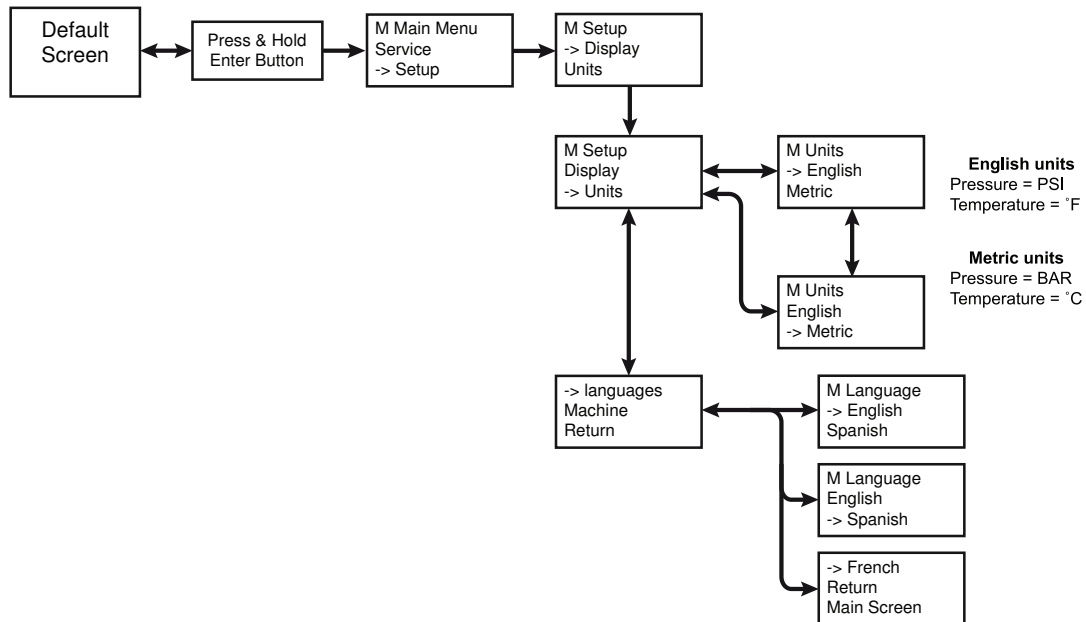 Default
Screen
Press & Hold
Enter Button
M Main Menu
Service
-> Setup
M Setup
-> Display
Units
M Setup
Display
-> Units
M Units
-> English
Metric
English units
Pressure = PSI
Temperature = ˚F
Metric units
Pressure = BAR
Temperature = ˚C
M Units
English
-> Metric
-> languages
Machine
Return
M Language
-> English
Spanish
M Language
English
-> Spanish
-> French
Return
Main Screen